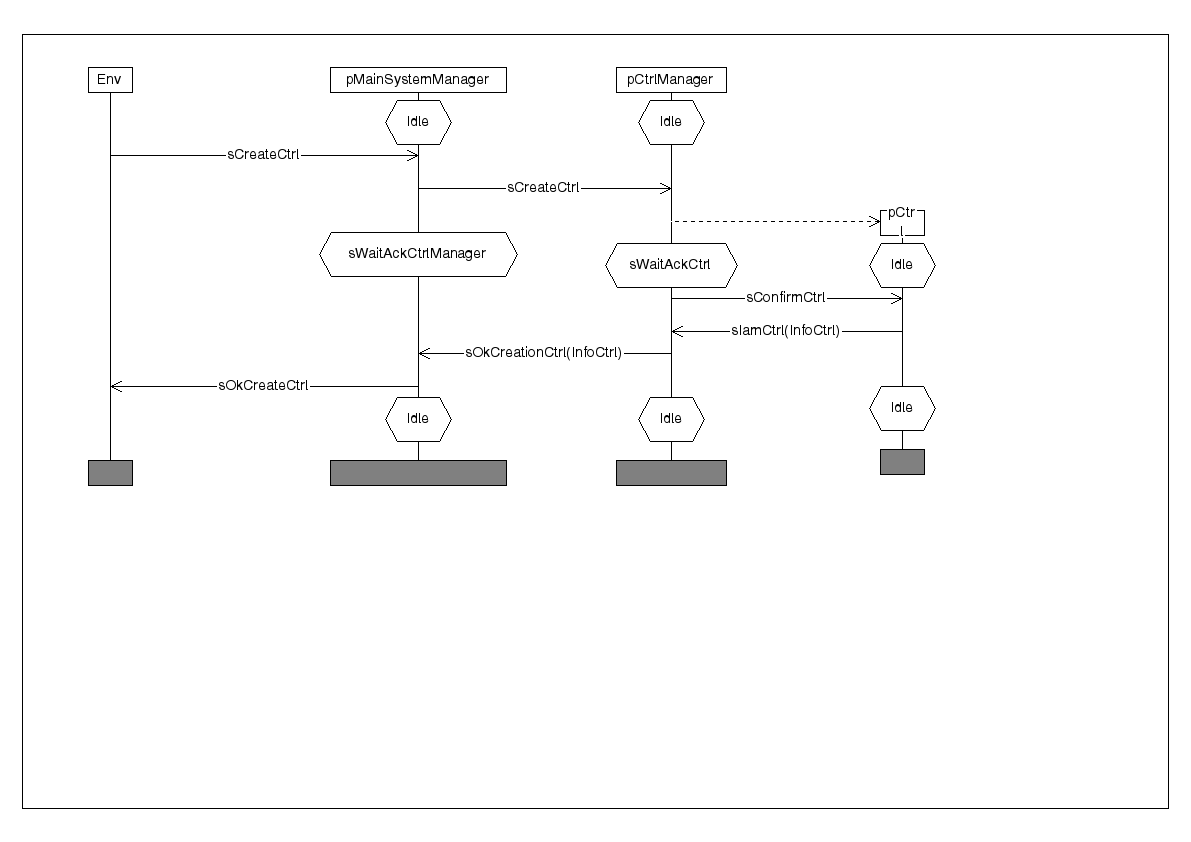 Env
pMainSystemManager
pCtrlManager
Idle
Idle
sCreateCtrl
sCreateCtrl
pCtr
l
sWaitAckCtrlManager
sWaitAckCtrl
Idle
sConfirmCtrl
sIamCtrl(InfoCtrl)
sOkCreationCtrl(InfoCtrl)
sOkCreateCtrl
Idle
Idle
Idle